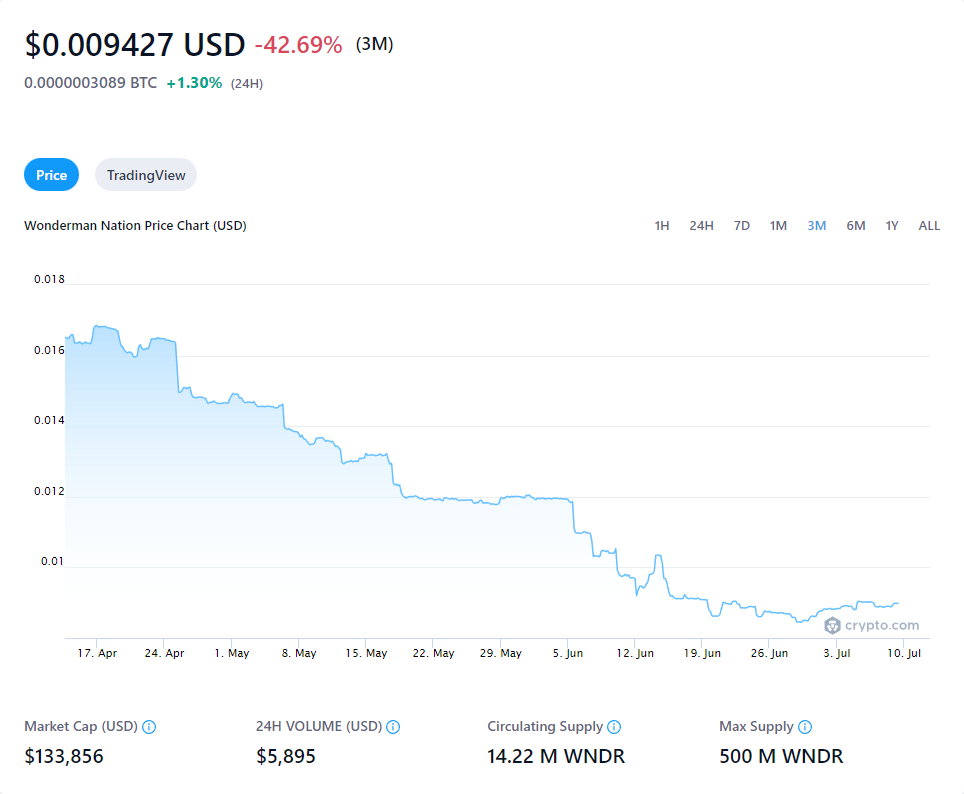 $0.009427 USD -42.69% (3M)
0.0000003089 BTC +1.30% (24H)
Price TradingView
Wonderman Nation Price Chart (USD) 1H 24H 7D 1M 3M 6M 1Y ALL
0.018
0.016
0.014
0.012
0.01
crypto.com
17. Apr 24. Apr 1. May 8. May 15. May 22. May 29. May 5. Jun 12. Jun 19. Jun 26. Jun 3. Jul 10. Jul
Market Cap (USD) 24H VOLUME (USD) Circulating Supply Max Supply
$133,856 $5,895 14.22 M WNDR 500 M WNDR